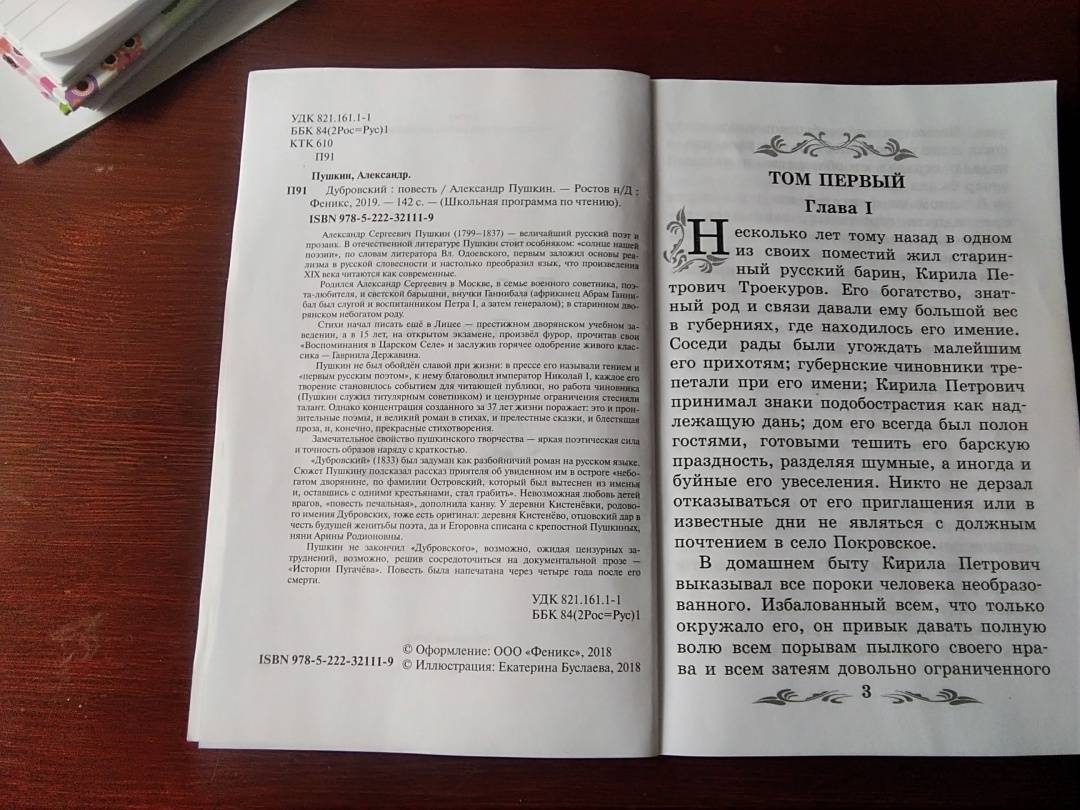 УДК 821.161.1-1
ББК 84(2Рос=Рус)1
КТК 610
П91
Пушкин, Александр.
П91 Дубровский : повесть / Александр Пушкин. — Ростов н/Д :
Феникс, 2019. — 142 с. — (Школьная программа по чтению).
ISBN 978-5-222-32111-9
Александр Сергеевич Пушкин (1799–1837) — величайший русский поэт и
прозаик. В отечественной литературе Пушкин стоит особняком: «солнце нашей
поэзии», по словам литератора Вл. Одоевского, первым заложил основы реа-
лизма в русской словесности и настолько преобразил язык, что произведения
XIX века читаются как современные.
Родился Александр Сергеевич в Москве, в семье военного советника, поэ-
та-любителя, и светской барышни, внучки Ганнибала (африканец Абрам Ганни-
бал был слугой и воспитанником Петра I, а затем генералом); в старинном дво-
рянском небогатом роду.
Стихи начал писать ещё в Лицее — престижном дворянском учебном за-
ведении, а в 15 лет, на открытом экзамене, произвёл фурор, прочитав свои
«Воспоминания в Царском Селе» и заслужив горячее одобрение живого клас-
сика — Гавриила Державина.
Пушкин не был обойдён славой при жизни: в прессе его называли гением и
«первым русским поэтом», к нему благоволил император Николай I, каждое его
творение становилось событием для читающей публики, но работа чиновника
(Пушкин служил титулярным советником) и цензурные ограничения стесняли
талант. Однако концентрация созданного за 37 лет жизни поражает: это и прон-
зительные поэмы, и великий роман в стихах, и прелестные сказки, и блестящая
проза, и, конечно, прекрасные стихотворения.
Замечательное свойство пушкинского творчества — яркая поэтическая сила
и точность образов наряду с краткостью.
«Дубровский» (1833) был задуман как разбойничий роман на русском языке.
Сюжет Пушкину подсказал рассказ приятеля об увиденном им в остроге «небо-
гатом дворянине, по фамилии Островский, который был вытеснен из именья
и, оставшись с одними крестьянами, стал грабить». Невозможная любовь детей
врагов, «повесть печальная», дополнила канву. У деревни Кистенёвки, родово-
го имения Дубровских, тоже есть оригинал: деревня Кистенёво, отцовский дар в
честь будущей женитьбы поэта, да и Егоровна списана с крепостной Пушкиных,
няни Арины Родионовны.
Пушкин не закончил «Дубровского», возможно, ожидая цензурных за-
труднений, возможно, решив сосредоточиться на документальной прозе —
«Истории Пугачёва». Повесть была напечатана через четыре года после его
смерти.
УДК 821.161.1-1
ББК 84(2Рос=Рус)1
ISBN 978-5-222-32111-9
© Оформление: ООО «Феникс», 2018
© Иллюстрация: Екатерина Буслаева, 2018
ТОМ ПЕРВЫЙ
Глава I
Несколько лет тому назад в одном
из своих поместий жил старин-
ный русский барин, Кирила Пе-
трович Троекуров. Его богатство, знат-
ный род и связи давали ему большой вес
в губерниях, где находилось его имение.
Соседи рады были угождать малейшим
его прихотям; губернские чиновники тре-
петали при его имени; Кирила Петрович
принимал знаки подобострастия как над-
лежащую дань; дом его всегда был полон
гостями, готовыми тешить его барскую
праздность, разделяя шумные, а иногда и
буйные его увеселения. Никто не дерзал
отказываться от его приглашения или в
известные дни не являться с должным
почтением в село Покровское.
В домашнем быту Кирила Петрович
выказывал все пороки человека необразо-
ванного. Избалованный всем, что только
окружало его, он привык давать полную
волю всем порывам пылкого своего нра-
ва и всем затеям довольно ограниченного
3